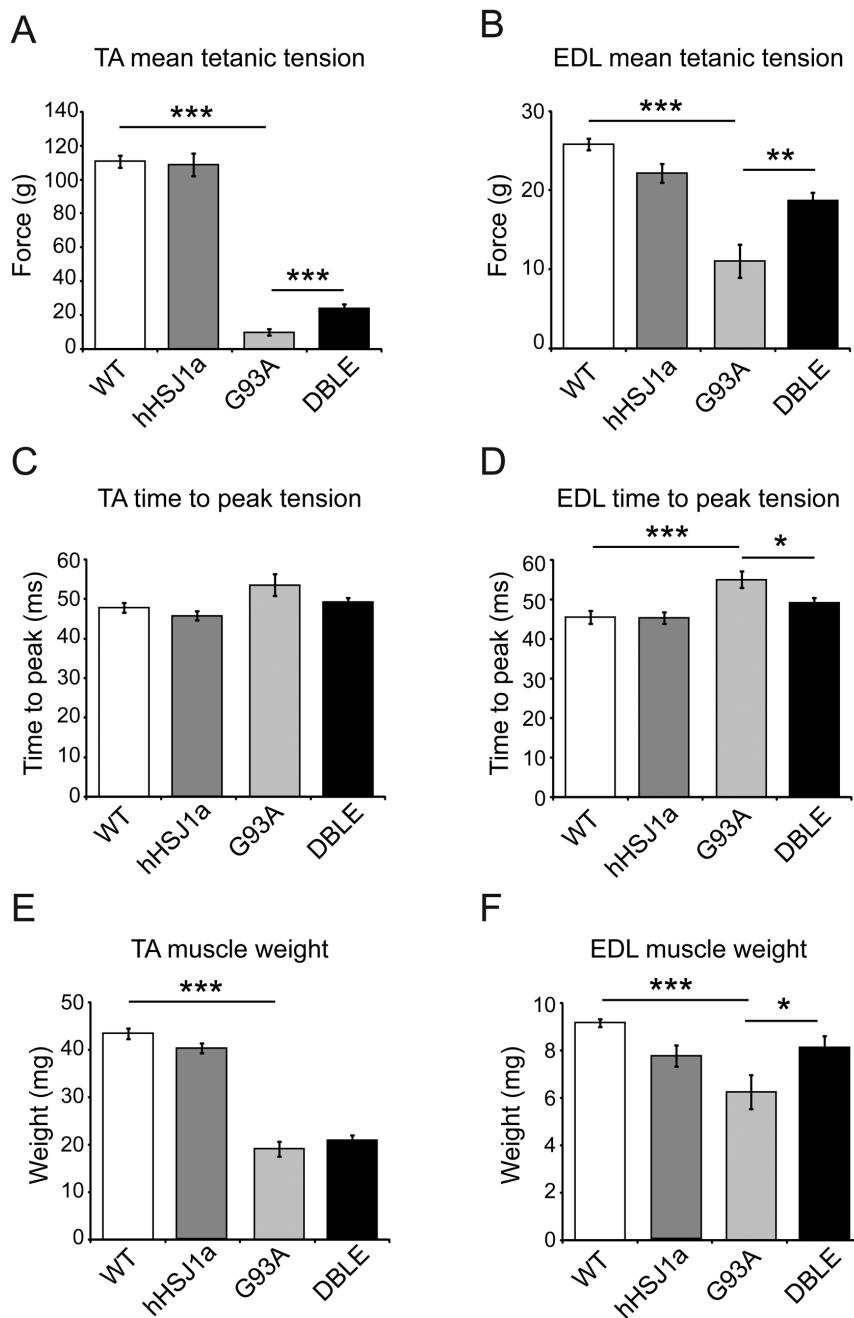 A
TA mean tetanic tension
***
***
Force (g)
140
120
100
80
60
40
20
0
WT
hHSJ1a
G93A
DBLE
B
EDL mean tetanic tension
***
**
Force (g)
30
20
10
0
WT
hHSJ1a
G93A
DBLE
C
TA time to peak tension
Time to peak (ms)
60
50
40
30
20
10
0
WT
hHSJ1a
G93A
DBLE
D
EDL time to peak tension
***
*
Time to peak (ms)
60
50
40
30
20
10
0
WT
hHSJ1a
G93A
DBLE
E
TA muscle weight
***
Weight (mg)
50
40
30
20
10
0
WT
hHSJ1a
G93A
DBLE
F
EDL muscle weight
***
*
Weight (mg)
10
8
6
4
2
0
WT
hHSJ1a
G93A
DBLE